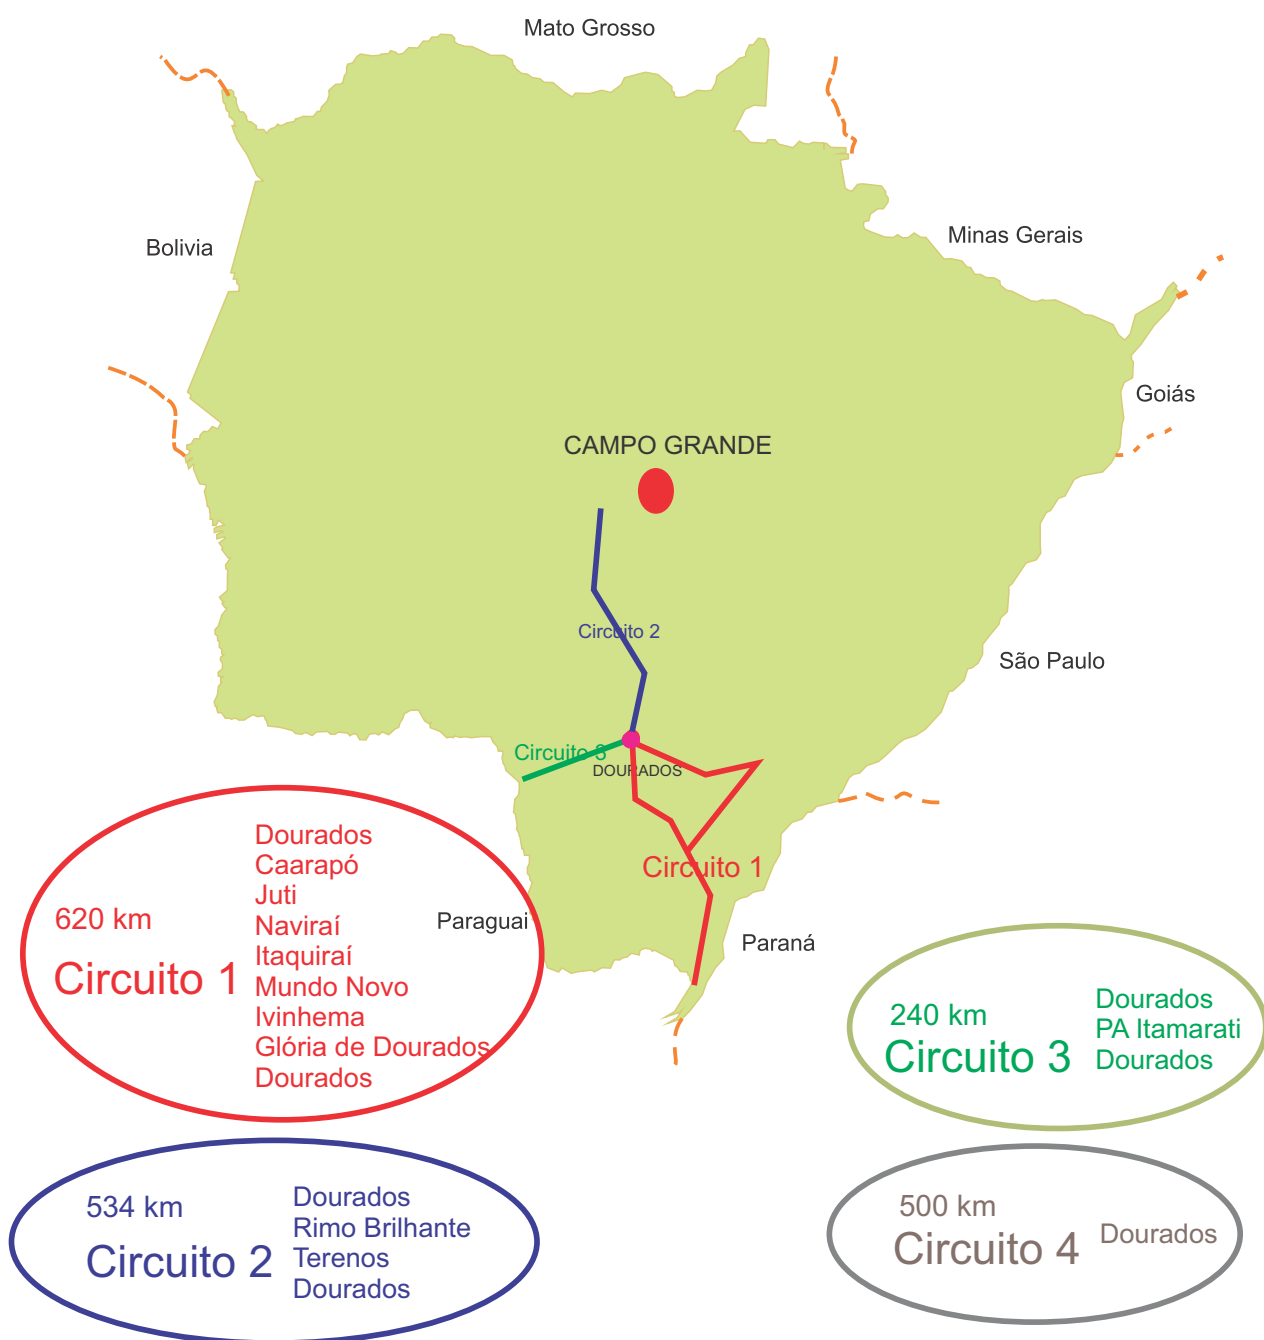 Mato Grosso
Bolivia
Minas Gerais
Goiás
CAMPO GRANDE
Circuito 2
São Paulo
Circuito 3
DOURADOS
Circuito 1
Paraguai
Paraná
620 km
Circuito 1
Dourados
Caarapó
Juti
Naviraí
Itaquiraí
Mundo Novo
Ivinhema
Glória de Dourados
Dourados
240 km
Circuito 3
Dourados
PA Itamarati
Dourados
534 km
Circuito 2
Dourados
Rimo Brilhante
Terenos
Dourados
500 km
Circuito 4
Dourados